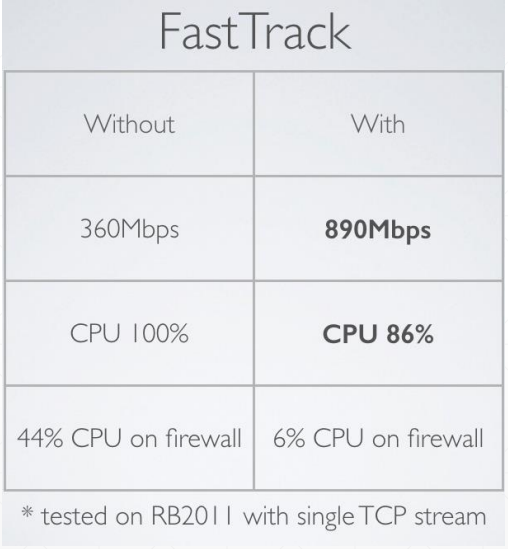 FastTrack
Without With
360Mbps 890Mbps
CPU 100% CPU 86%
44% CPU on firewall 6% CPU on firewall
* tested on RB2011 with single TCP stream